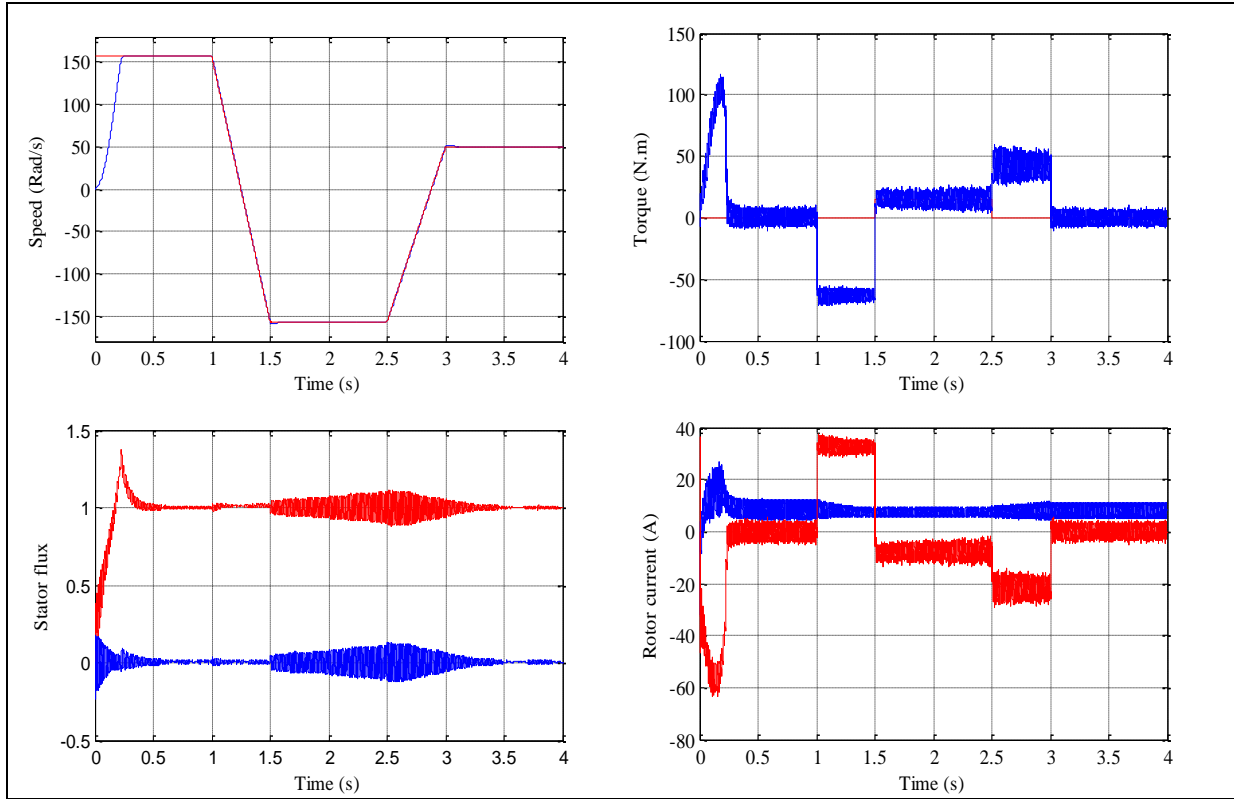 150
100
50
0
-50
-100
-150
0 0.5 1 1.5 2 2.5 3 3.5 4
Time (s)
Speed (Rad/s)
150
100
50
0
-50
-100
0 0.5 1 1.5 2 2.5 3 3.5 4
Time (s)
Torque (N.m)
1.5
1
0.5
0
-0.5
0 0.5 1 1.5 2 2.5 3 3.5 4
Time (s)
Stator flux
40
20
0
-20
-40
-60
-80
0 0.5 1 1.5 2 2.5 3 3.5 4
Time (s)
Rotor current (A)